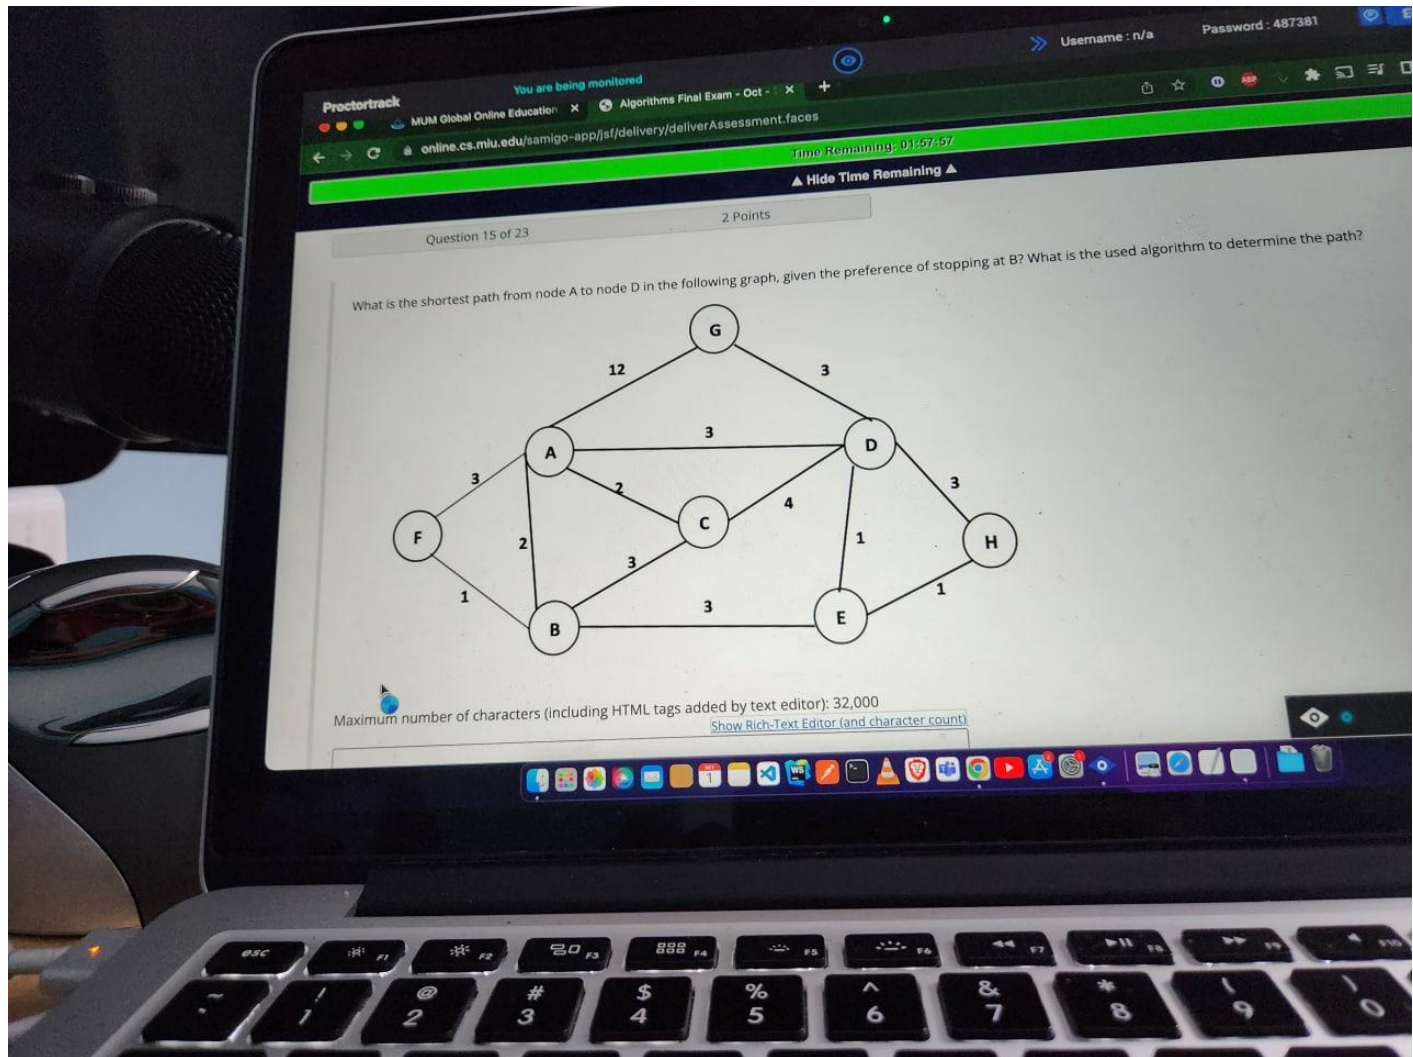 Username : n/a
Password : 487381
Proctortrack
You are being monitored
MUM Global Online Education
Algorithms Final Exam - Oct -
online.cs.miu.edu/samigo-app/jsf/delivery/deliverAssessment.faces
ABP
Time Remaining: 01:57:57
▲ Hide Time Remaining ▲
Question 15 of 23
2 Points
What is the shortest path from node A to node D in the following graph, given the preference of stopping at B? What is the used algorithm to determine the path?
G
12
3
3
A
D
3
2
3
4
C
F
2
1
H
3
1
3
1
B
E
Maximum number of characters (including HTML tags added by text editor): 32,000
Show Rich-Text Editor (and character count)
OCT
1
WS
esc
F1
F2
F3
F4
F5
F6
F7
F8
F9
F10
~
!
1
@
2
#
3
$
4
%
5
^
6
&
7
*
8
(
9
)
0